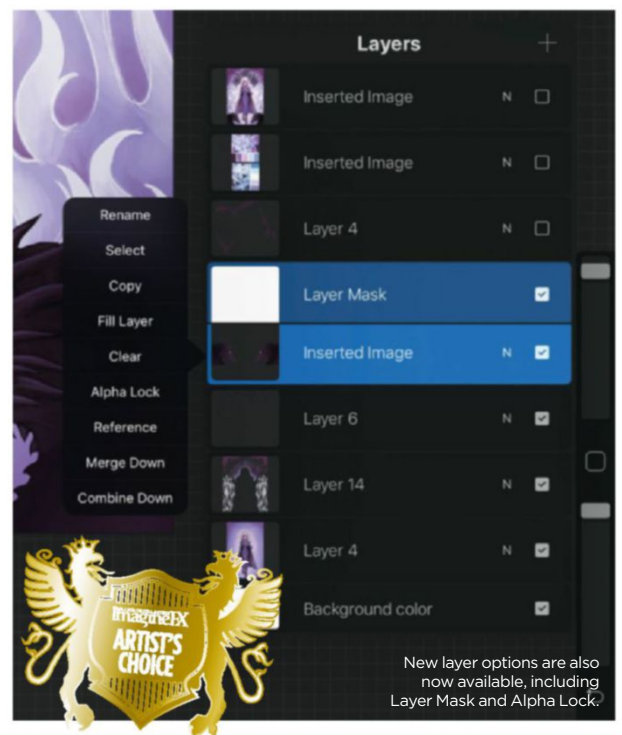 Layers
Inserted Image N
Inserted Image N
Layer 4 N
Layer Mask
Inserted Image N
Layer 6 N
Layer 14 N
Layer 4 N
Background color
Rename
Select
Copy
Fill Layer
Clear
Alpha Lock
Reference
Merge Down
Combine Down
ImagineFX
ARTIST'S
CHOICE
New layer options are also
now available, including
Layer Mask and Alpha Lock.